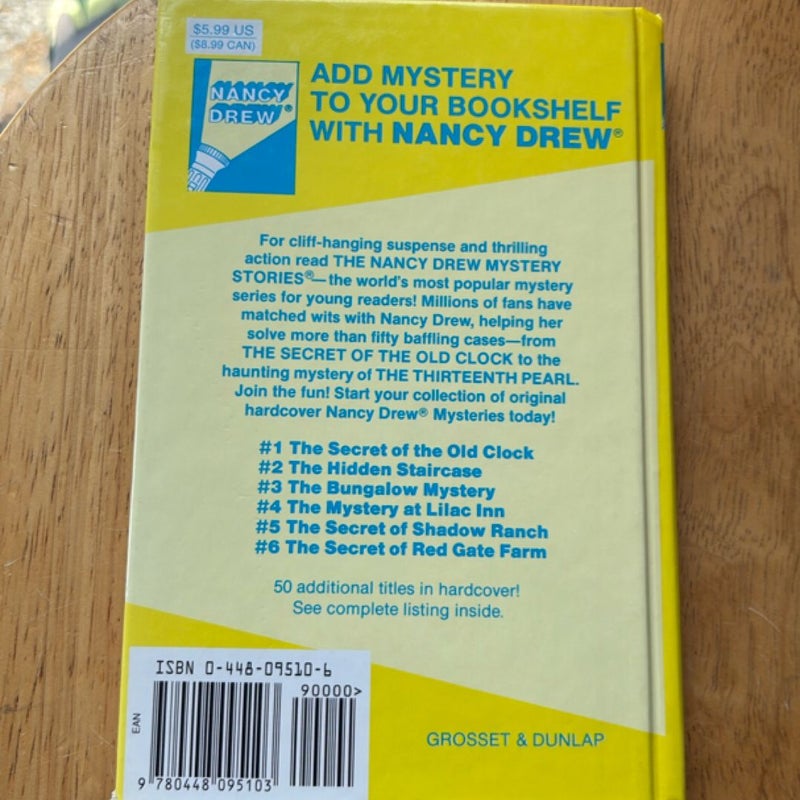 $5.99 US
($8.99 CAN)
NANCY
DREW®
ADD MYSTERY
TO YOUR BOOKSHELF
WITH NANCY DREW®
For cliff-hanging suspense and thrilling
action read THE NANCY DREW MYSTERY
STORIES®—the world's most popular mystery
series for young readers! Millions of fans have
matched wits with Nancy Drew, helping her
solve more than fifty baffling cases—from
THE SECRET OF THE OLD CLOCK to the
haunting mystery of THE THIRTEENTH PEARL.
Join the fun! Start your collection of original
hardcover Nancy Drew® Mysteries today!
#1 The Secret of the Old Clock
#2 The Hidden Staircase
#3 The Bungalow Mystery
#4 The Mystery at Lilac Inn
#5 The Secret of Shadow Ranch
#6 The Secret of Red Gate Farm
50 additional titles in hardcover!
See complete listing inside.
ISBN 0-448-09510-6
90000>
EAN
9 780448 095103
GROSSET & DUNLAP